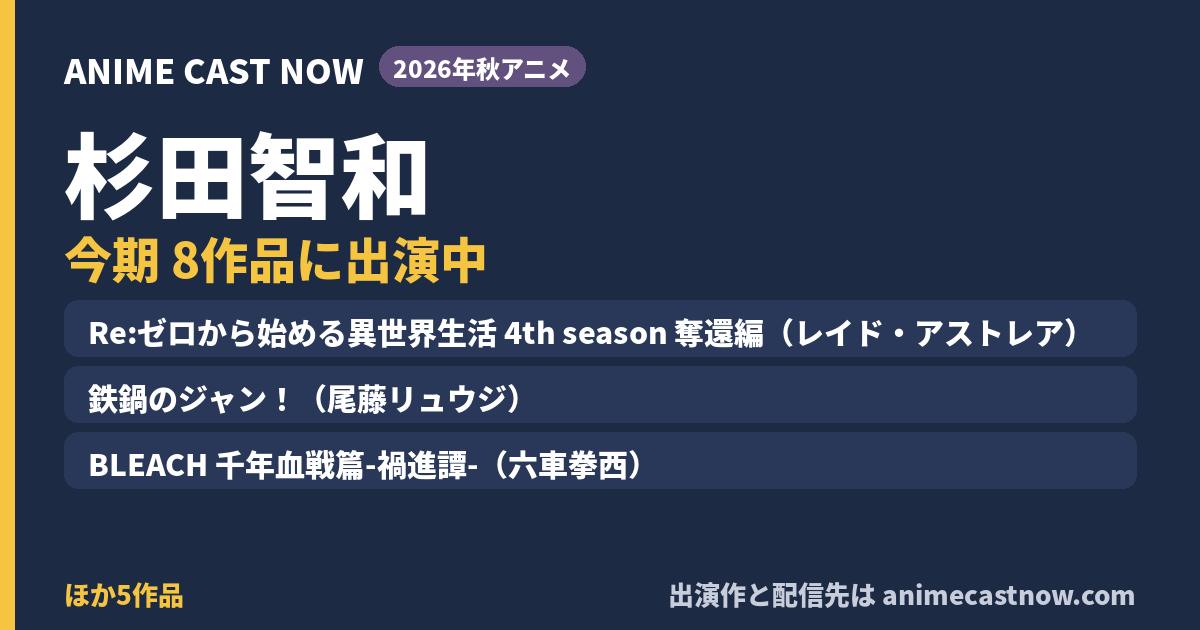 ANIME CAST NOW 2026年秋アニメ
杉田智和
今期 8作品に出演中
Re:ゼロから始める異世界生活 4th season 奪還編（レイド・アストレア）
鉄鍋のジャン！（尾藤リュウジ）
BLEACH 千年血戦篇-禍進譚-（六車拳西）
ほか5作品
出演作と配信先は animecastnow.com